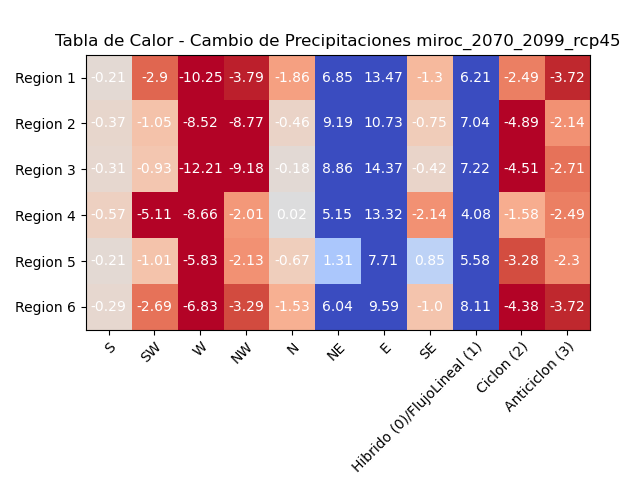 Tabla de Calor - Cambio de Precipitaciones miroc_2070_2099_rcp45
Region 1 -0.21 -2.9 -10.25 -3.79 -1.86 6.85 13.47 -1.3 6.21 -2.49 -3.72
Region 2 -0.37 -1.05 -8.52 -8.77 -0.46 9.19 10.73 -0.75 7.04 -4.89 -2.14
Region 3 -0.31 -0.93 -12.21 -9.18 -0.18 8.86 14.37 -0.42 7.22 -4.51 -2.71
Region 4 -0.57 -5.11 -8.66 -2.01 0.02 5.15 13.32 -2.14 4.08 -1.58 -2.49
Region 5 -0.21 -1.01 -5.83 -2.13 -0.67 1.31 7.71 0.85 5.58 -3.28 -2.3
Region 6 -0.29 -2.69 -6.83 -3.29 -1.53 6.04 9.59 -1.0 8.11 -4.38 -3.72
S SW W NW N NE E SE Hibrido (0)/FlujoLineal (1) Ciclon (2) Anticiclon (3)